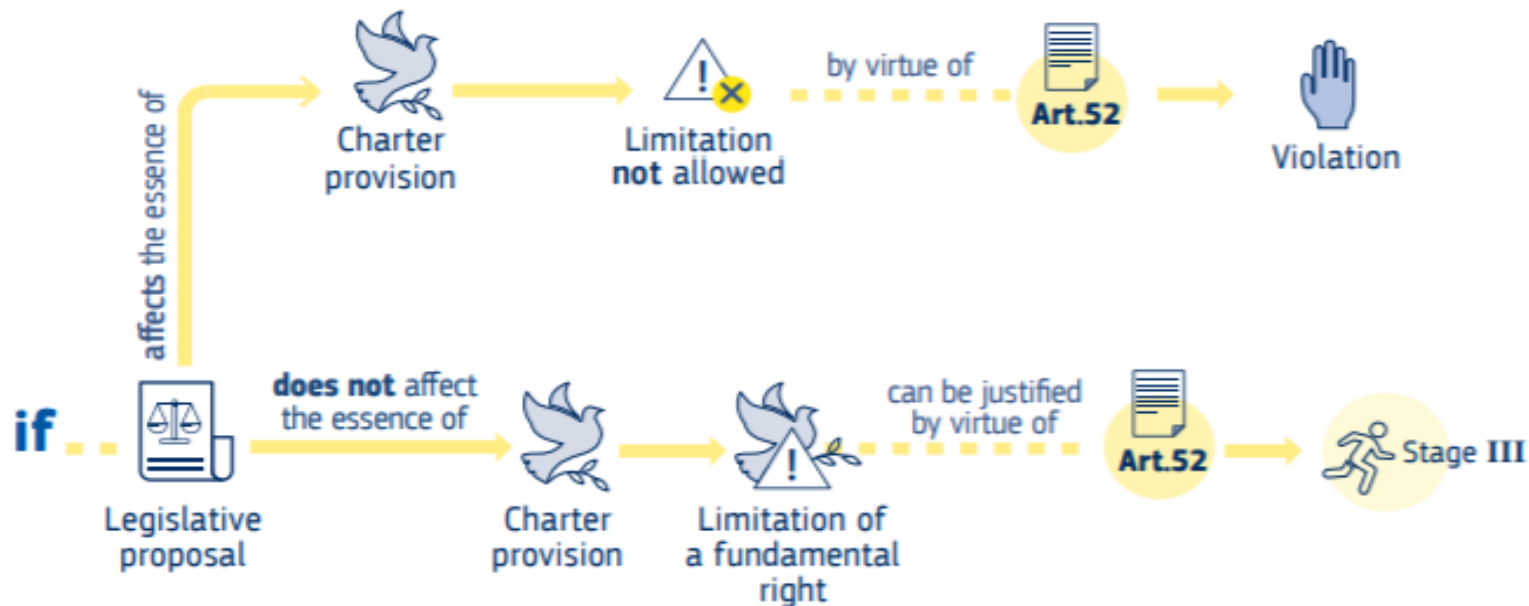 affects the essence of
Charter
provision
Limitation
not allowed
by virtue of
Art.52
Violation
if
Legislative
proposal
does not affect
the essence of
Charter
provision
Limitation of
a fundamental
right
can be justified
by virtue of
Art.52
Stage III